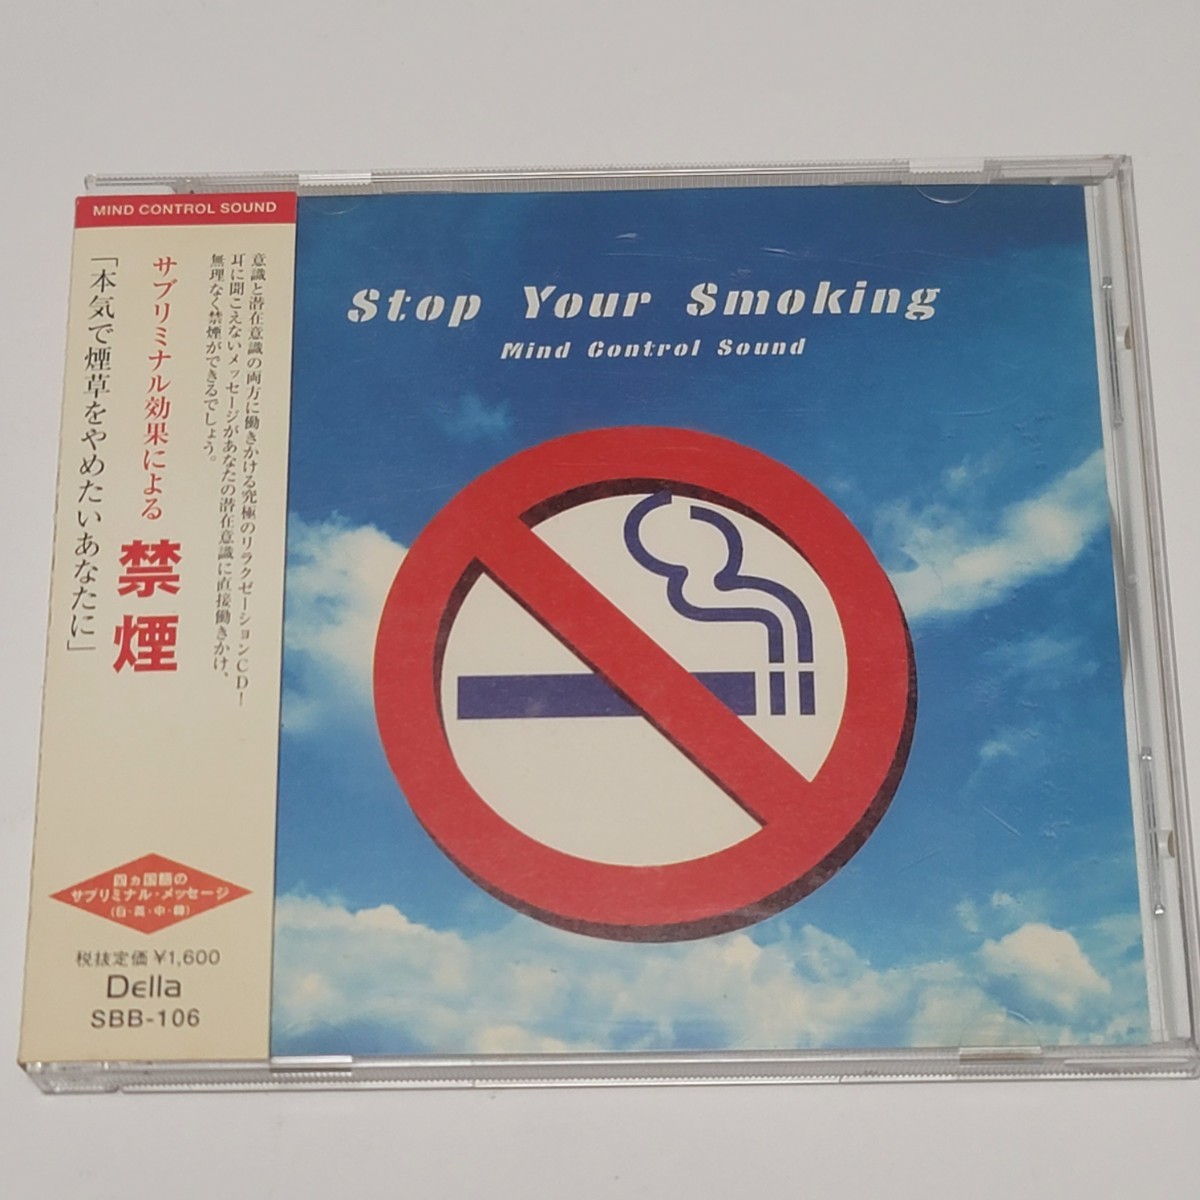 MIND CONTROL SOUND
意識と潜在意識の両方に働きかける究極のリラクゼーションCD！
耳に聞こえないメッセージがあなたの潜在意識に直接働きかけ、
無理なく禁煙ができるでしょう。
サブリミナル効果による 禁煙
「本気で煙草をやめたいあなたに」
四ヵ国語の
サブリミナル・メッセージ
(日・英・中・韓)
税抜定価 ¥1,600
Della
SBB-106
Stop Your Smoking
Mind Control Sound